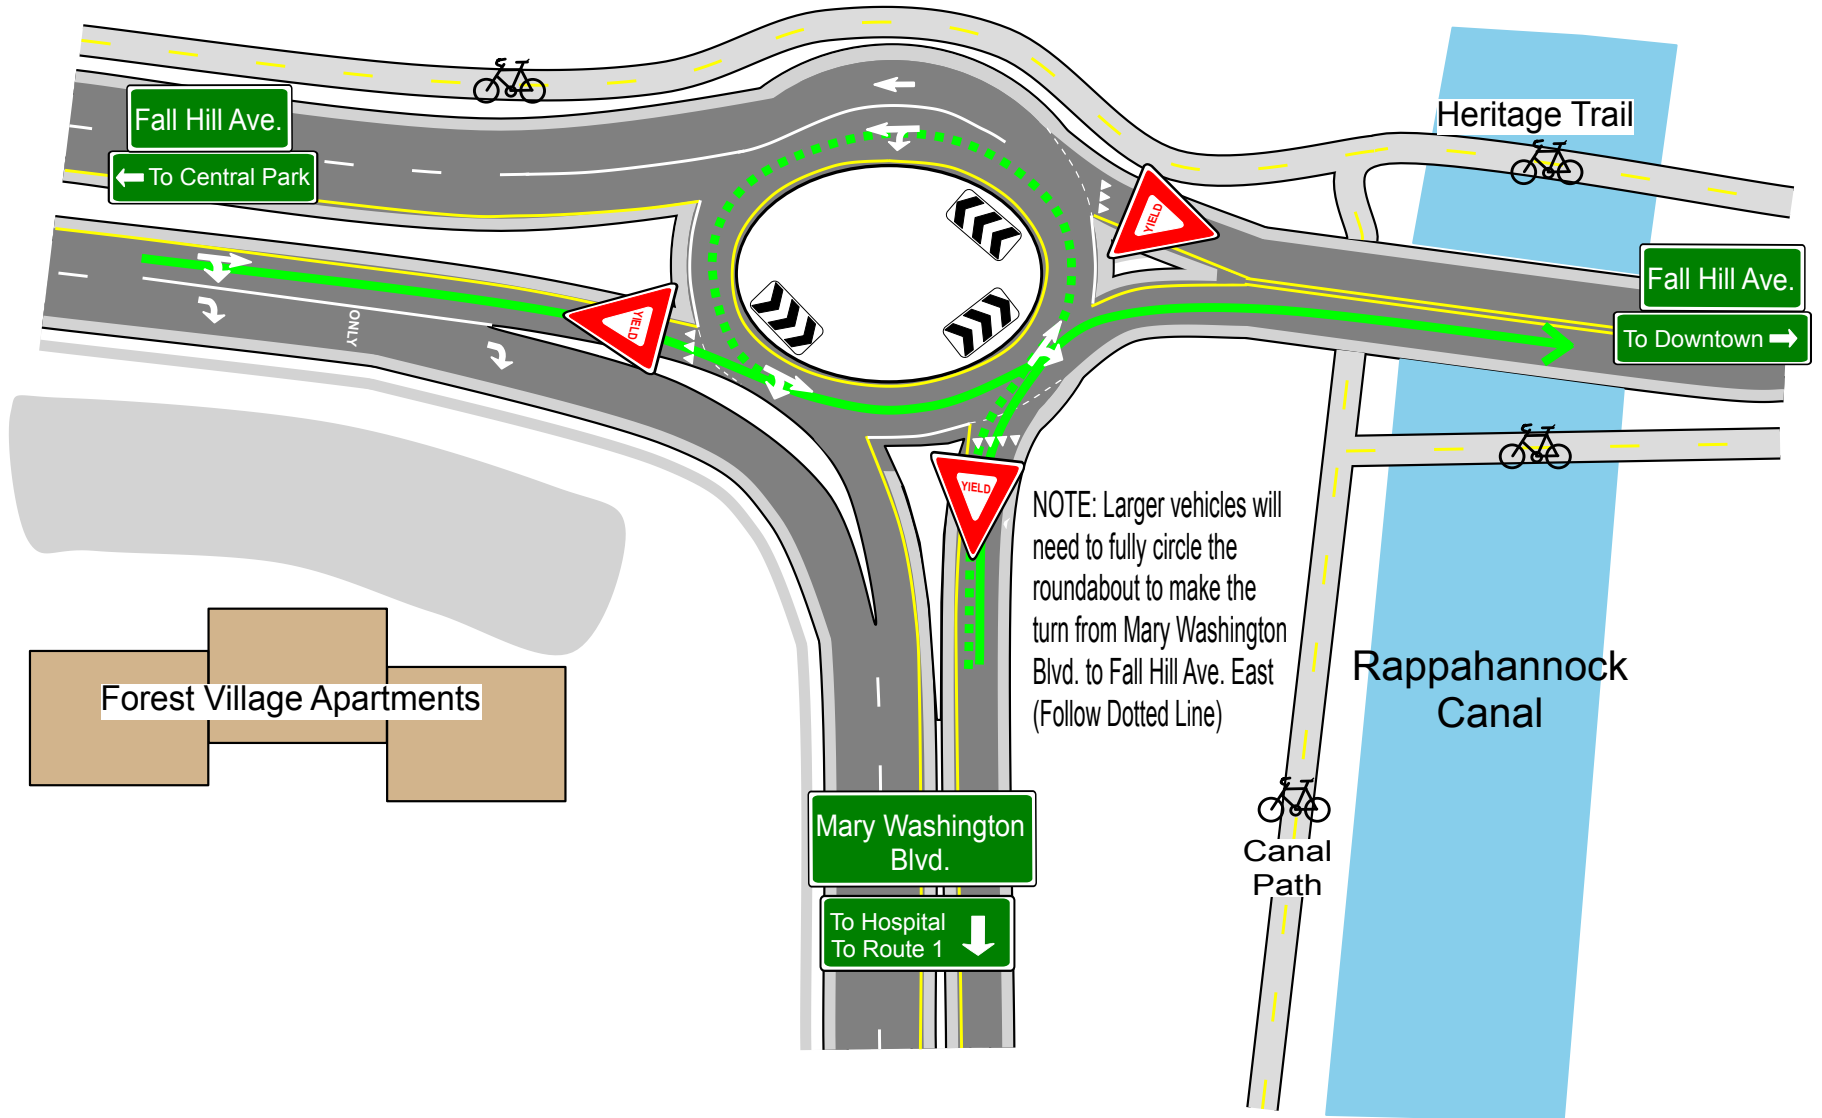 Fall Hill Ave.
To Central Park
Heritage Trail
YIELD
Fall Hill Ave.
To Downtown
ONLY
YIELD
YIELD
NOTE: Larger vehicles will
need to fully circle the
roundabout to make the
turn from Mary Washington
Blvd. to Fall Hill Ave. East
(Follow Dotted Line)
Forest Village Apartments
Rappahannock
Canal
Mary Washington
Blvd.
Canal
Path
To Hospital
To Route 1